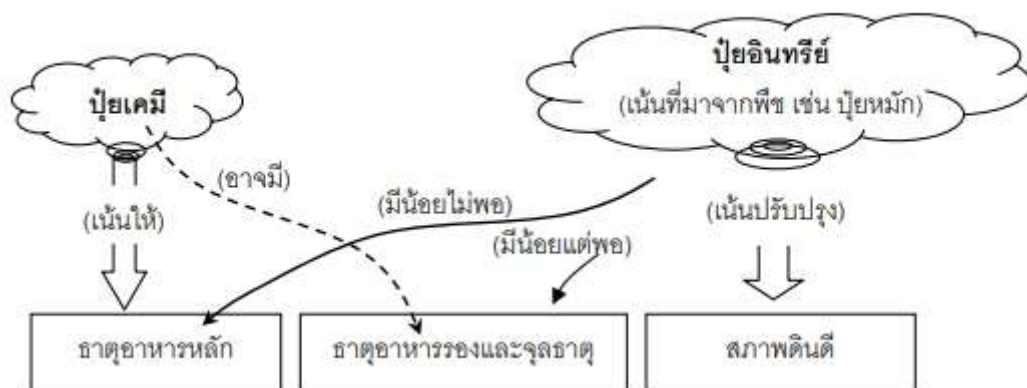 ปุ๋ยเคมี
ปุ๋ยอินทรีย์
(เน้นที่มาจากพืช เช่น ปุ๋ยหมัก)
(อาจมี)
(เน้นให้)
(มีน้อยไม่พอ)
(มีน้อยแต่พอ)
(เน้นปรับปรุง)
ธาตุอาหารหลัก
ธาตุอาหารรองและจุลธาตุ
สภาพดินดี